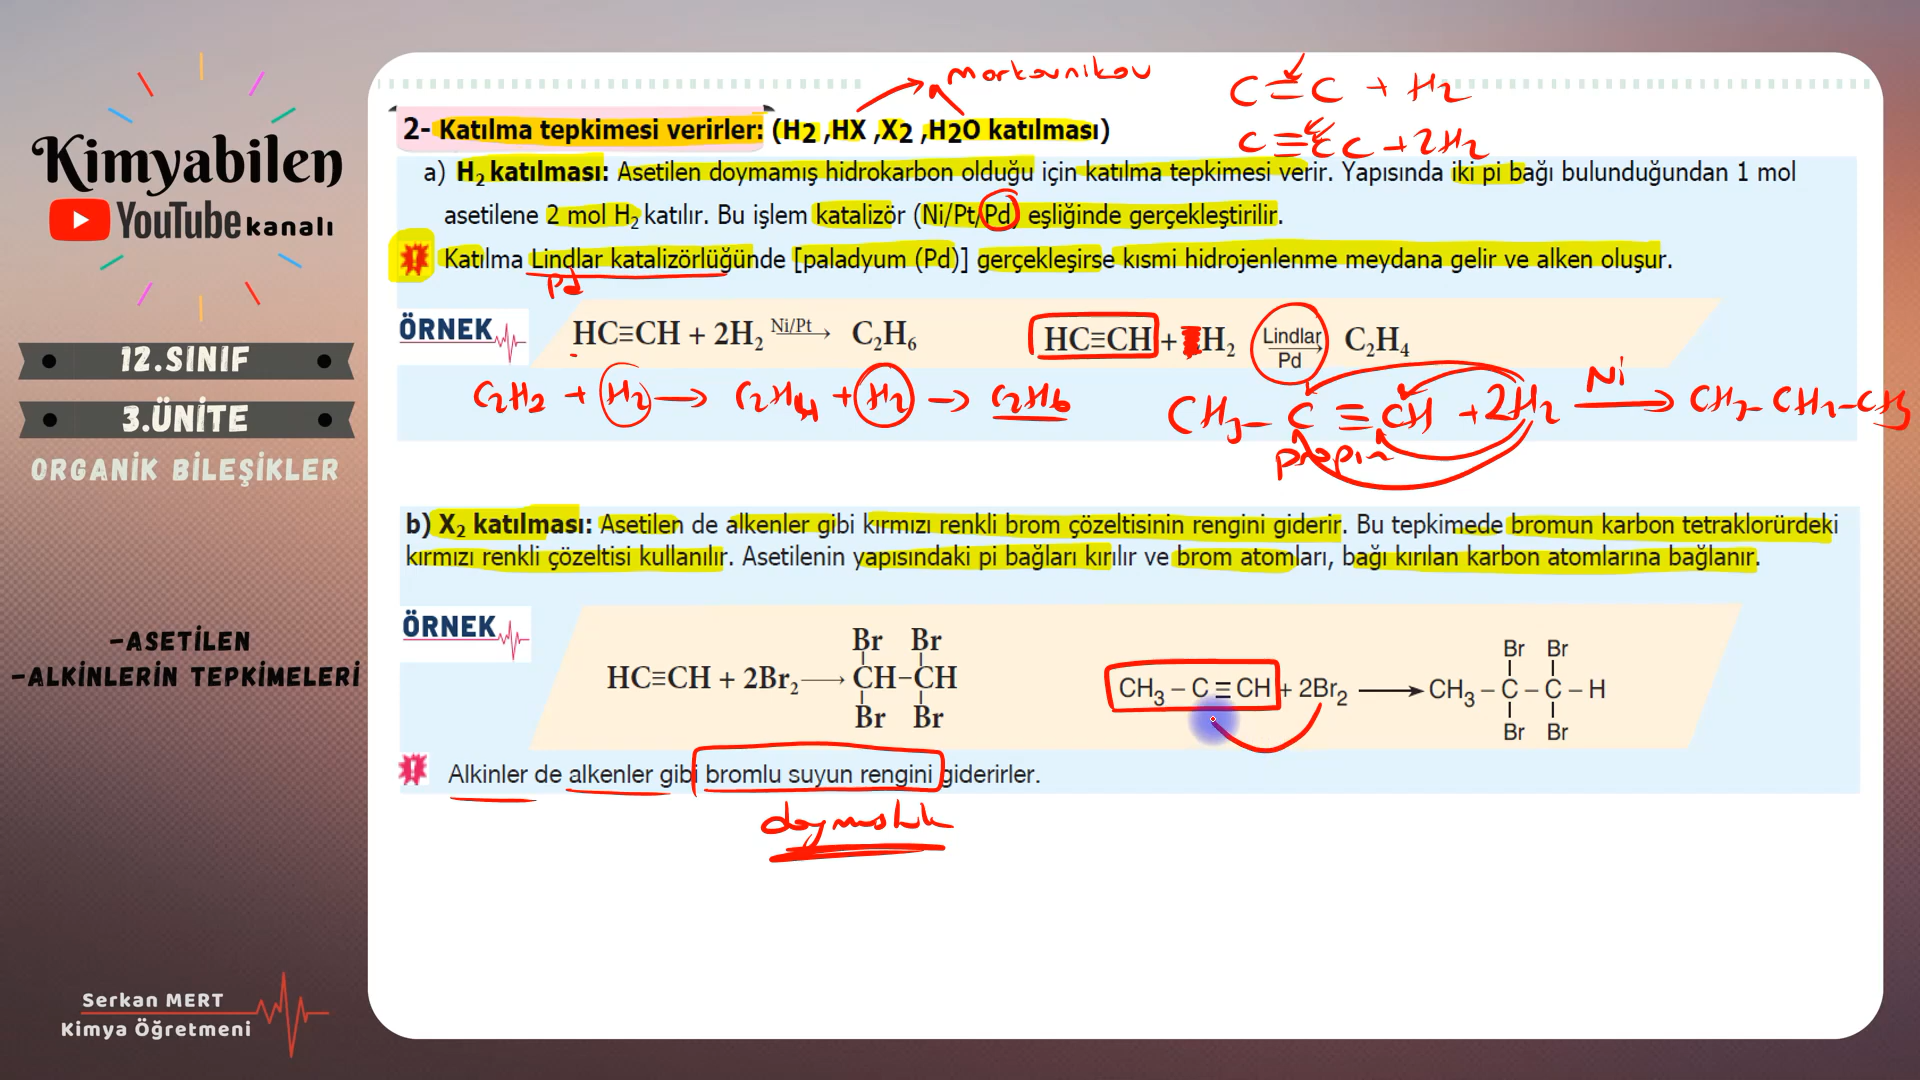 Kimyabilen
YouTube kanalı
12.SINIF
3.ÜNİTE
ORGANİK BİLEŞİKLER
-ASETİLEN
-ALKİNLERİN TEPKİMELERİ
Serkan MERT
Kimya Öğretmeni
markovnikov
C=C + H2
2- Katılma tepkimesi verirler: (H2 ,HX ,X2 ,H2O katılması)
C≡C C + 2H2
a) H₂ katılması: Asetilen doymamış hidrokarbon olduğu için katılma tepkimesi verir. Yapısında iki pi bağı bulunduğundan 1 mol
asetilene 2 mol H₂ katılır. Bu işlem katalizör (Ni/Pt/Pd) eşliğinde gerçekleştirilir.
! Katılma Lindlar katalizörlüğünde [paladyum (Pd)] gerçekleşirse kısmi hidrojenlenme meydana gelir ve alken oluşur.
Pd
ÖRNEK
HC≡CH + 2H₂ Ni/Pt → C₂H₆
HC≡CH + H₂ Lindlar Pd → C₂H₄
C2H2 + H2 → C2H4 + H2 → C2H6
CH3- C ≡ CH + 2H2 Ni → CH3- CH2-CH3
propin
b) X₂ katılması: Asetilen de alkenler gibi kırmızı renkli brom çözeltisinin rengini giderir. Bu tepkimede bromun karbon tetraklorürdeki
kırmızı renkli çözeltisi kullanılır. Asetilenin yapısındaki pi bağları kırılır ve brom atomları, bağı kırılan karbon atomlarına bağlanır.
ÖRNEK
Br Br
HC≡CH + 2Br₂ → CH–CH
Br Br
Br Br
CH₃ – C ≡ CH + 2Br₂ → CH₃ – C – C – H
Br Br
! Alkinler de alkenler gibi bromlu suyun rengini giderirler.